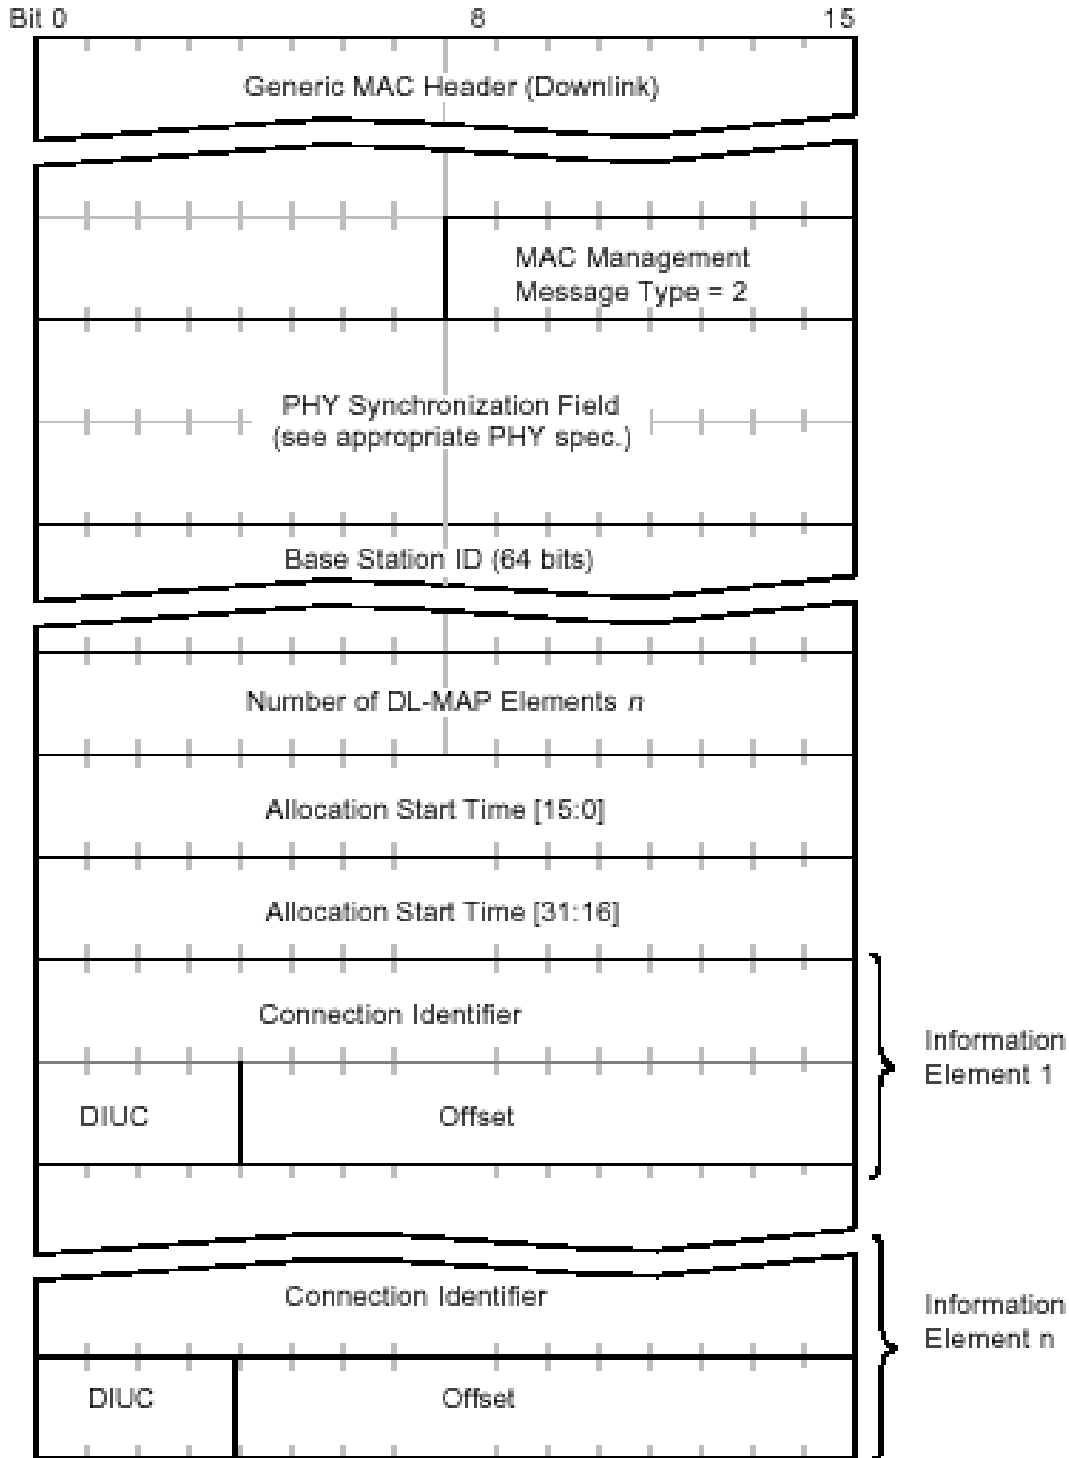 Bit 0 8 15
Generic MAC Header (Downlink)
MAC Management
Message Type = 2
PHY Synchronization Field
(see appropriate PHY spec.)
Base Station ID (64 bits)
Number of DL-MAP Elements n
Allocation Start Time [15:0]
Allocation Start Time [31:16]
Connection Identifier
Information
Element 1
DIUC Offset
Connection Identifier
Information
Element n
DIUC Offset